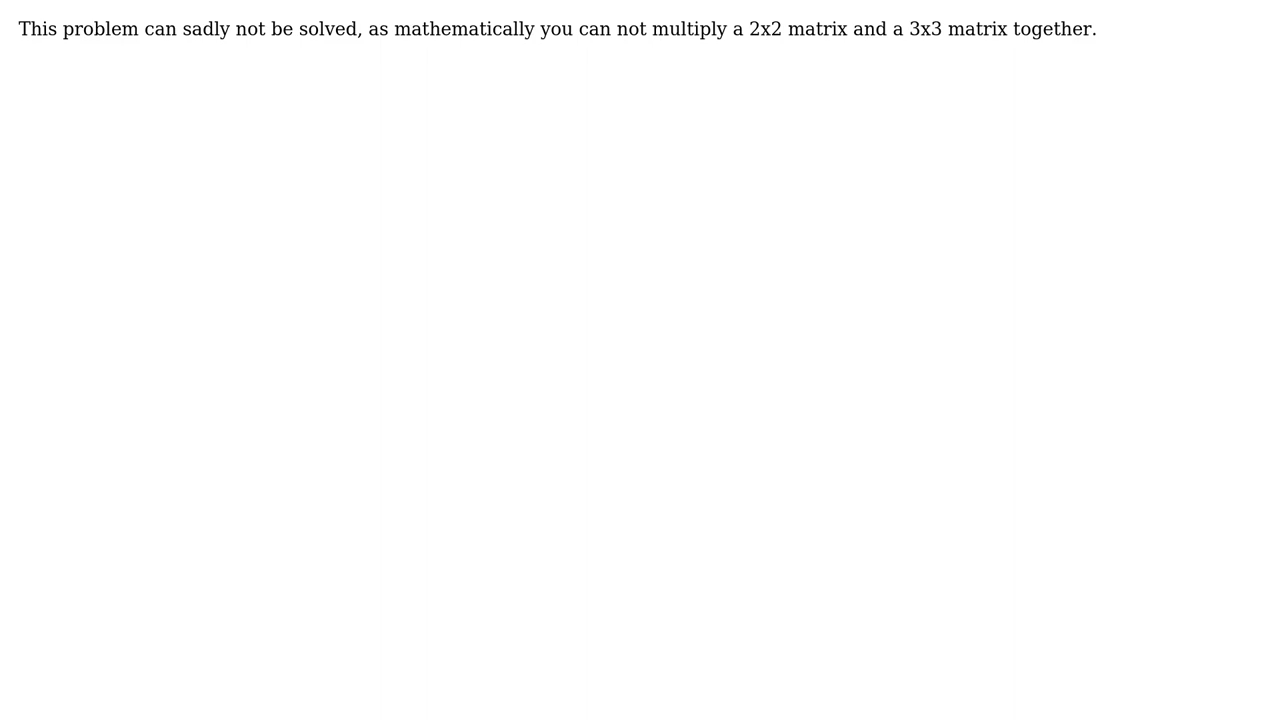 This problem can sadly not be solved, as mathematically you can not multiply a 2x2 matrix and a 3x3 matrix together.